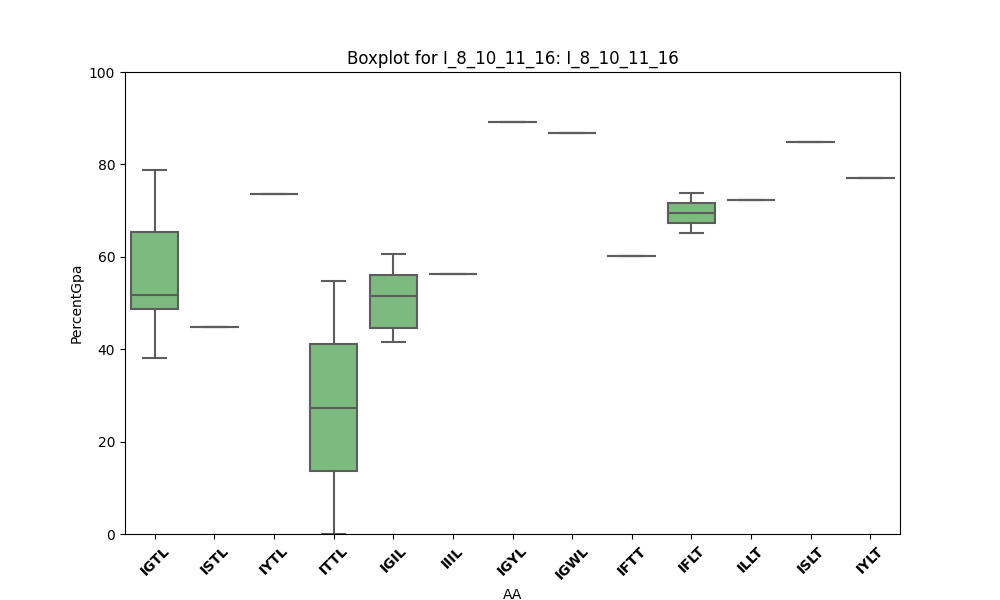 Boxplot for I_8_10_11_16: I_8_10_11_16
100
80
60
40
20
0
PercentGpa
IGTL
ISTL
IYTL
ITTL
IGIL
IIIL
IGYL
IGWL
IFTT
IFLT
ILLT
ISLT
IYLT
AA